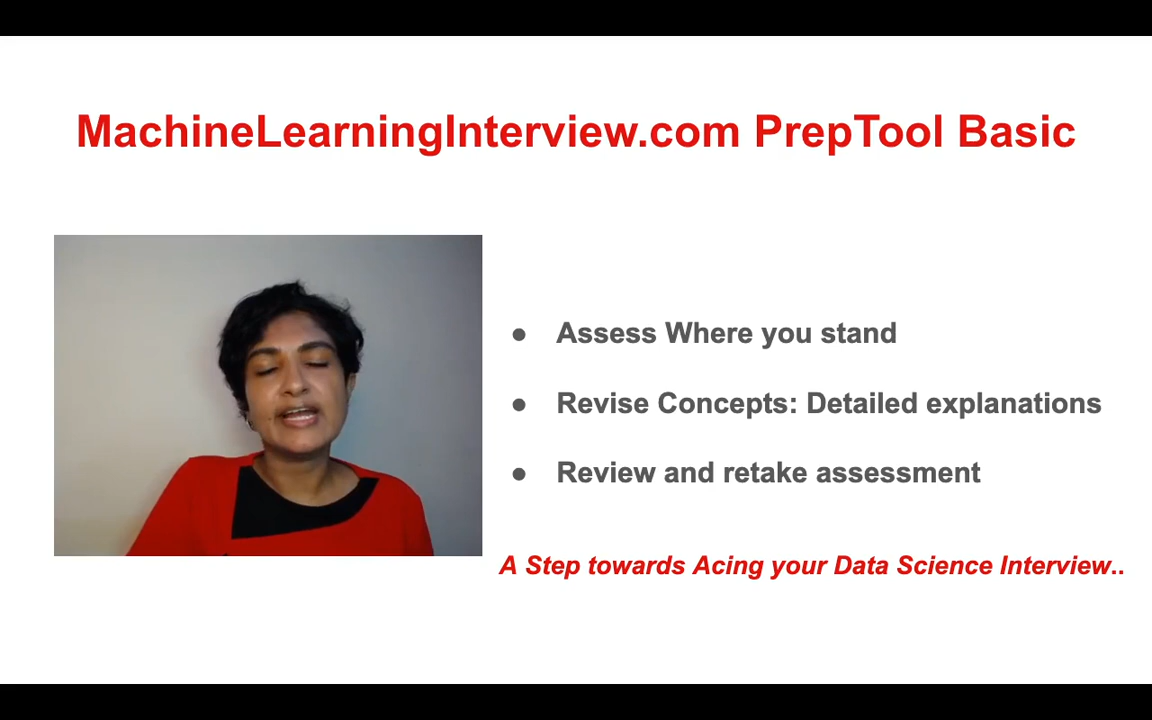 MachineLearningInterview.com PrepTool Basic
● Assess Where you stand
● Revise Concepts: Detailed explanations
● Review and retake assessment
A Step towards Acing your Data Science Interview..